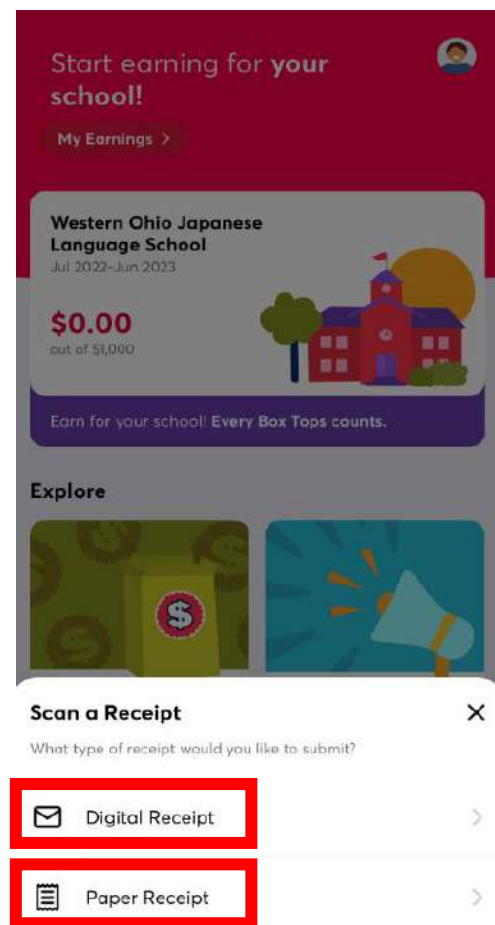 Start earning for your
school!
My Earnings >
Western Ohio Japanese
Language School
Jul 2022-Jun 2023
$0.00
out of $1,000
Earn for your school! Every Box Tops counts.
Explore
$
$
Scan a Receipt
What type of receipt would you like to submit?
Digital Receipt
Paper Receipt